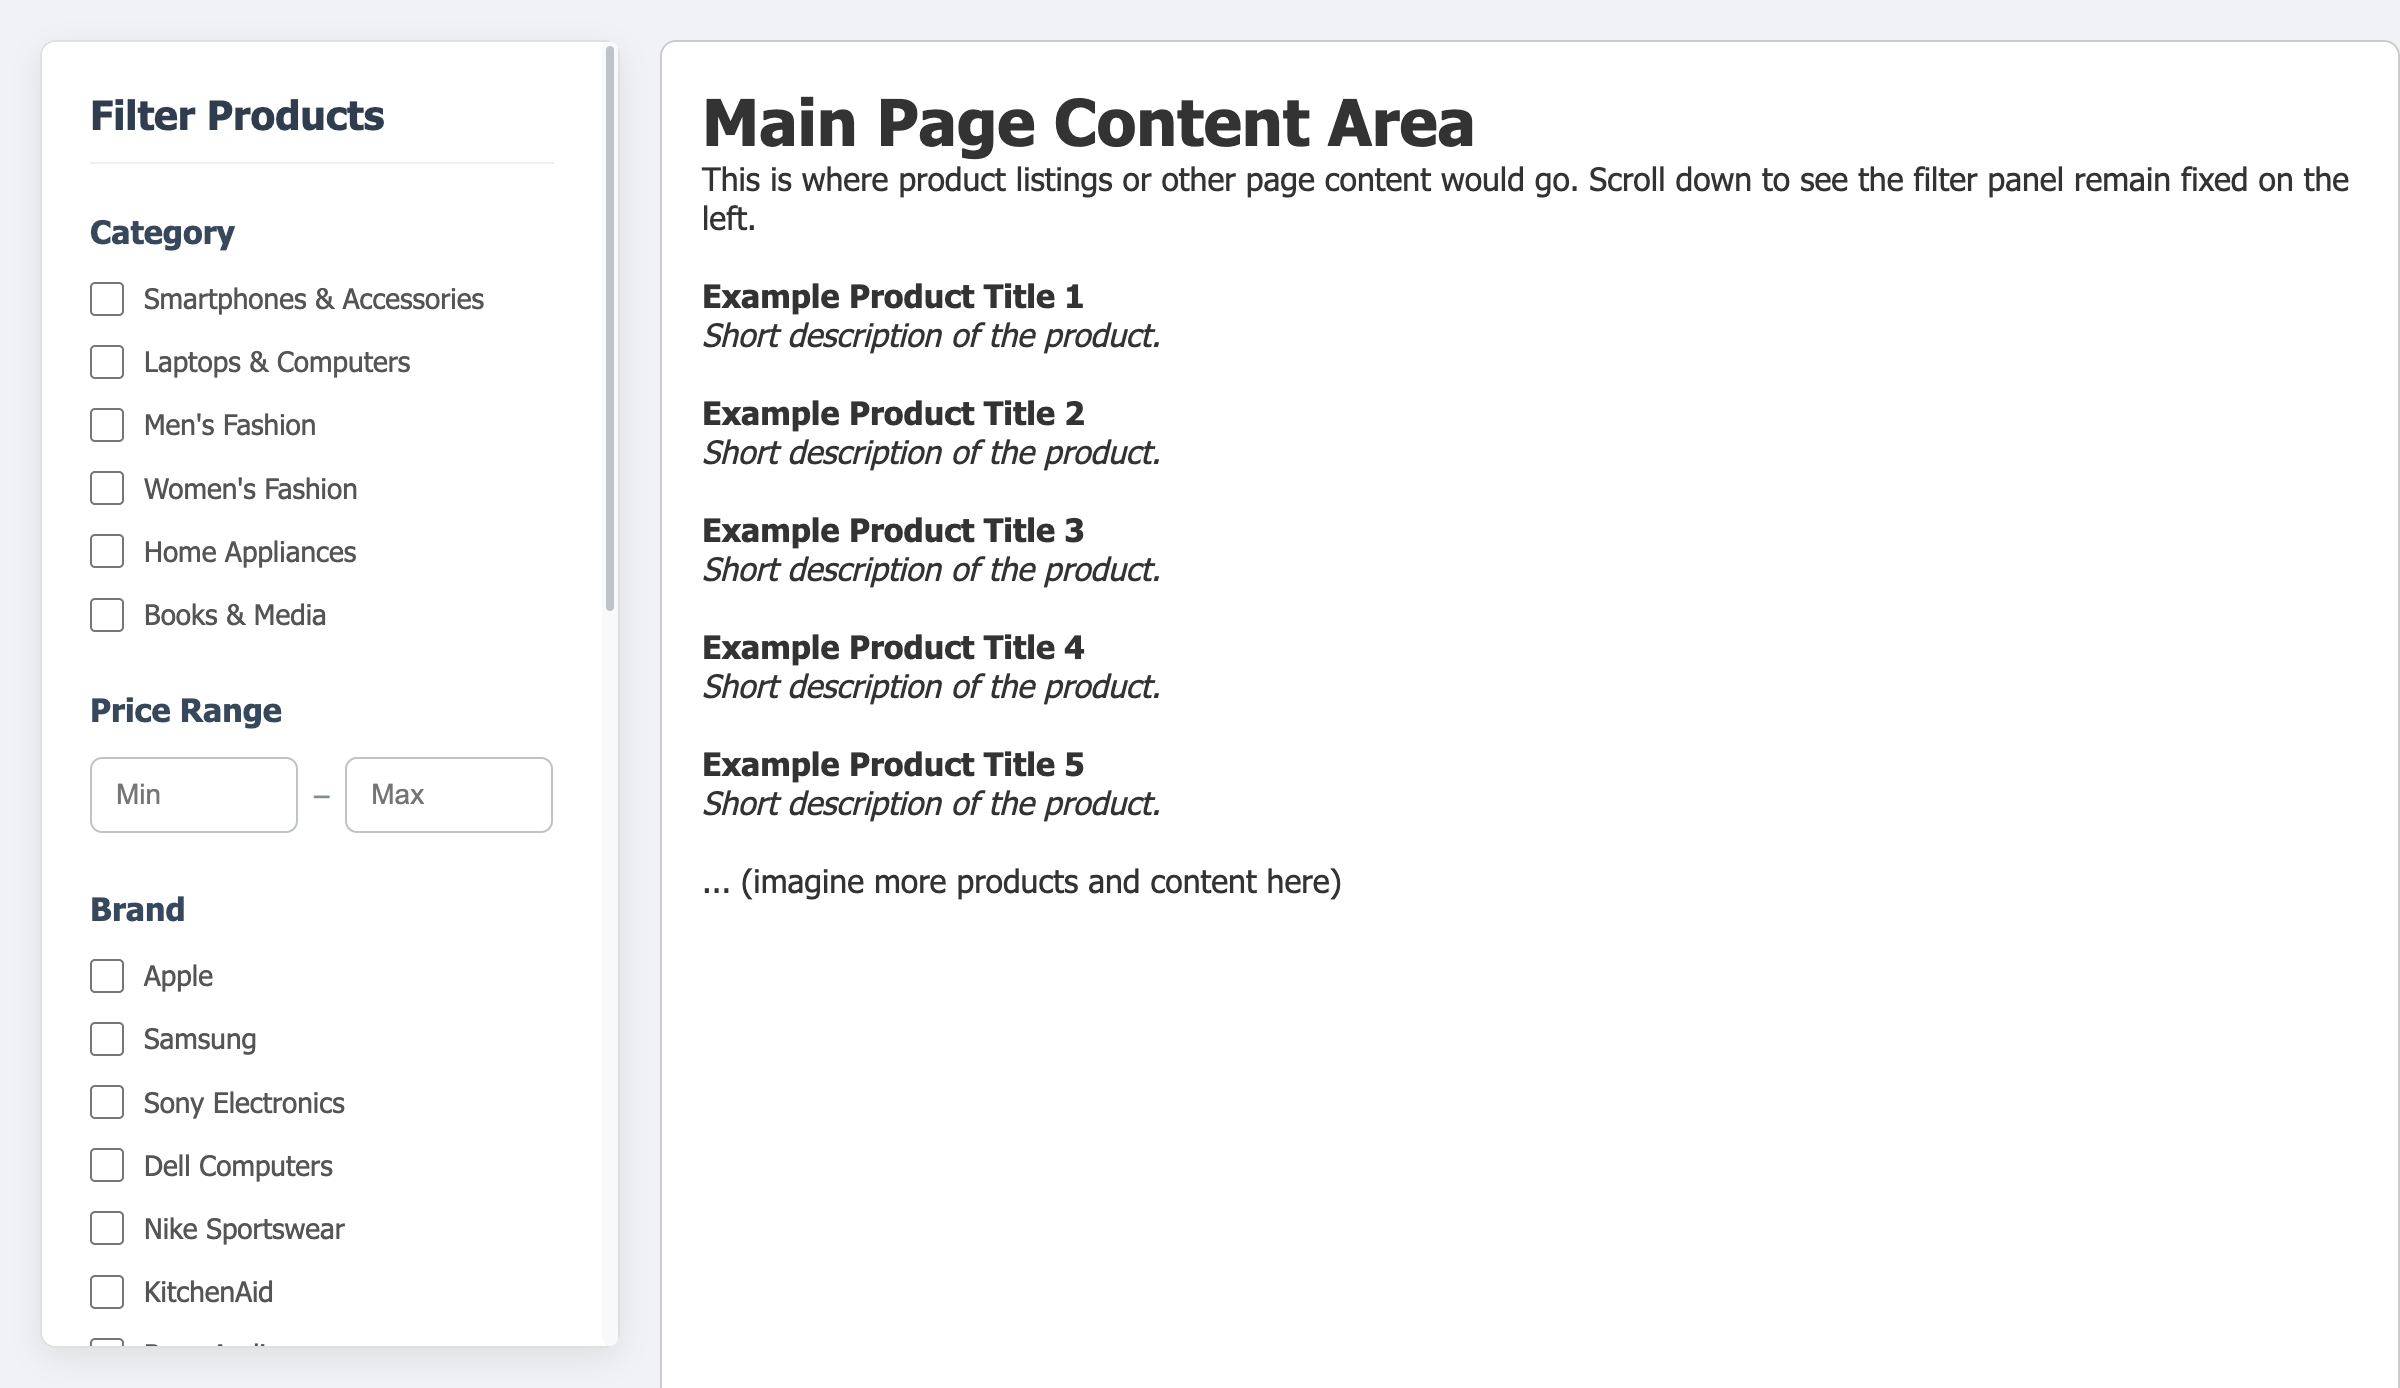 Filter Products
Category
Smartphones & Accessories
Laptops & Computers
Men's Fashion
Women's Fashion
Home Appliances
Books & Media
Price Range
Min – Max
Brand
Apple
Samsung
Sony Electronics
Dell Computers
Nike Sportswear
KitchenAid
Main Page Content Area
This is where product listings or other page content would go. Scroll down to see the filter panel remain fixed on the
left.
Example Product Title 1
Short description of the product.
Example Product Title 2
Short description of the product.
Example Product Title 3
Short description of the product.
Example Product Title 4
Short description of the product.
Example Product Title 5
Short description of the product.
... (imagine more products and content here)